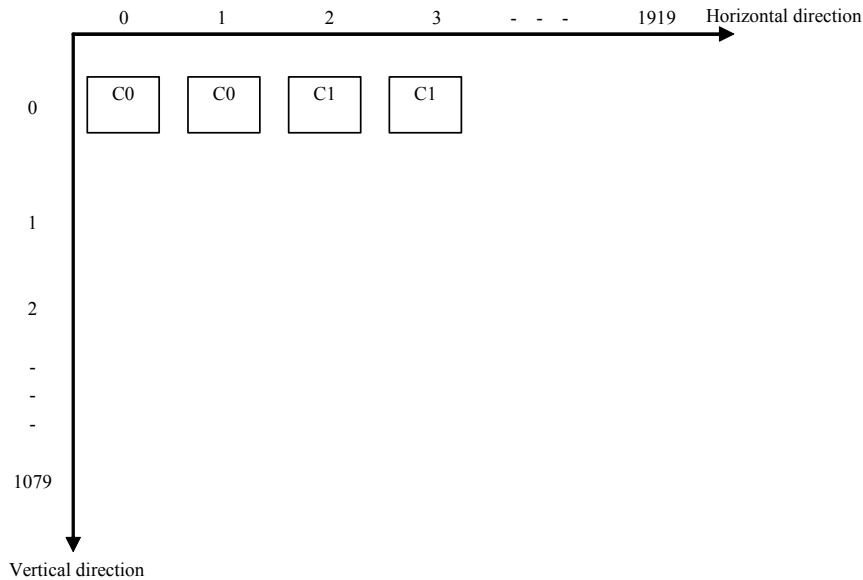 0 1 2 3 - - - 1919 Horizontal direction
0 C0 C0 C1 C1
1
2
-
-
-
1079
Vertical direction